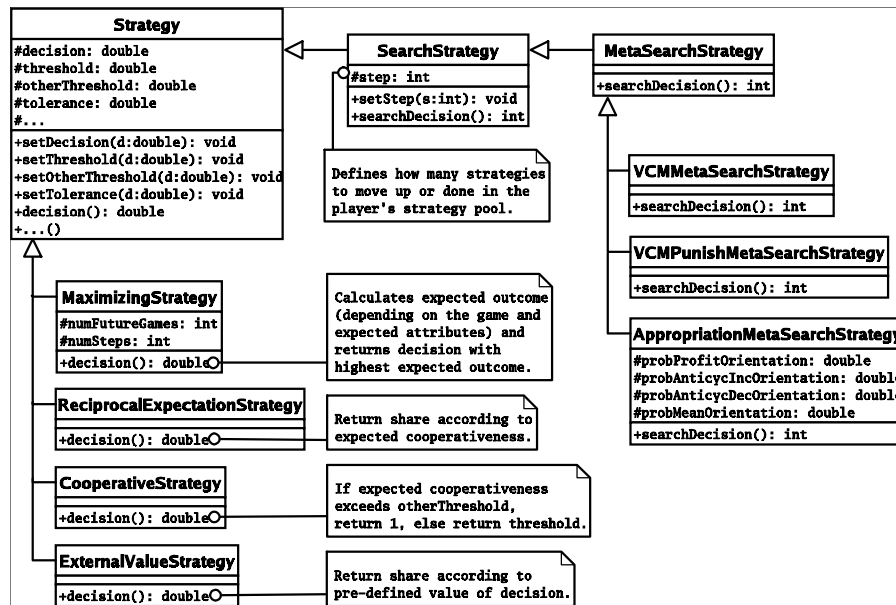 Strategy
#decision: double
#threshold: double
#otherThreshold: double
#tolerance: double
#...
+setDecision(d:double): void
+setThreshold(d:double): void
+setOtherThreshold(d:double): void
+setTolerance(d:double): void
+decision(): double
+...()
SearchStrategy
#step: int
+setStep(s:int): void
+searchDecision(): int
MetaSearchStrategy
+searchDecision(): int
Defines how many strategies
to move up or done in the
player's strategy pool.
VCMMetaSearchStrategy
+searchDecision(): int
VCMPunishMetaSearchStrategy
+searchDecision(): int
AppropriationMetaSearchStrategy
#probProfitOrientation: double
#probAnticycIncOrientation: double
#probAnticycDecOrientation: double
#probMeanOrientation: double
+searchDecision(): int
MaximizingStrategy
#numFutureGames: int
#numSteps: int
+decision(): double
Calculates expected outcome
(depending on the game and
expected attributes) and
returns decision with
highest expected outcome.
ReciprocalExpectationStrategy
+decision(): double
Return share according to
expected cooperativeness.
CooperativeStrategy
+decision(): double
If expected cooperativeness
exceeds otherThreshold,
return 1, else return threshold.
ExternalValueStrategy
+decision(): double
Return share according to
pre-defined value of decision.